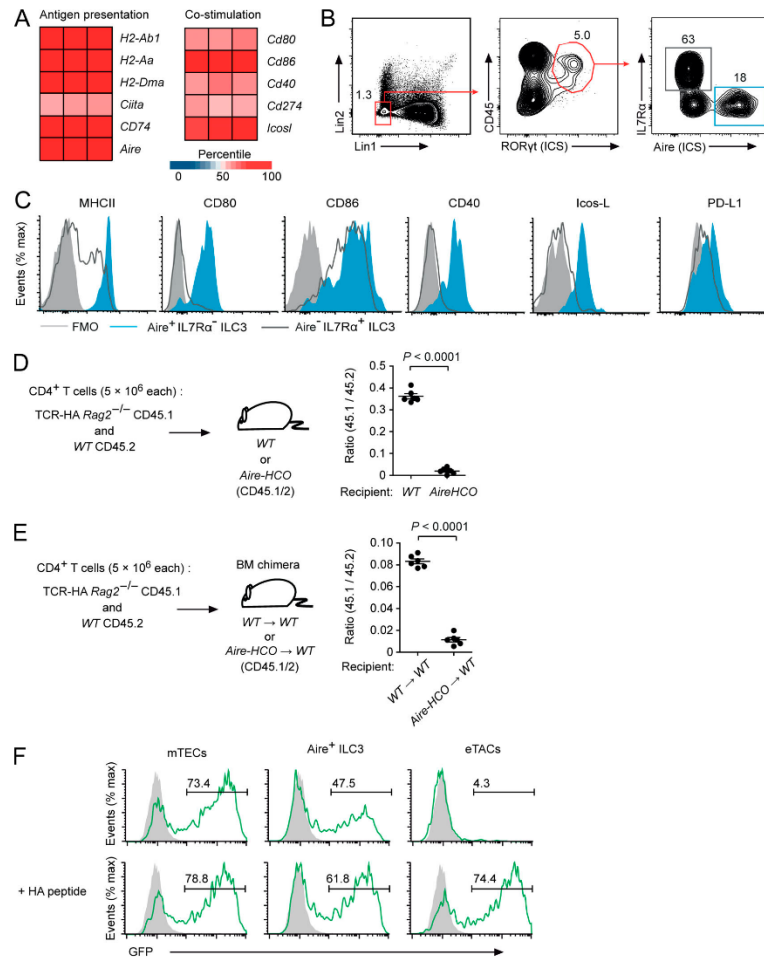 A
Antigen presentation
H2-Ab1
H2-Aa
H2-Dma
Ciita
CD74
Aire
Co-stimulation
Cd80
Cd86
Cd40
Cd274
Icosl
Percentile
0 50 100
B
1.3
Lin2
Lin1
5.0
CD45
RORγt (ICS)
63
18
IL7Rα
Aire (ICS)
C
MHCII
CD80
CD86
CD40
Icos-L
PD-L1
Events (% max)
FMO
Aire+ IL7Rα− ILC3
Aire− IL7Rα+ ILC3
D
CD4+ T cells (5 × 10⁶ each) :
TCR-HA Rag2−/− CD45.1
and
WT CD45.2
WT
or
Aire-HCO
(CD45.1/2)
P < 0.0001
Ratio (45.1 / 45.2)
0.4
0.3
0.2
0.1
0
Recipient: WT AireHCO
E
CD4+ T cells (5 × 10⁶ each) :
TCR-HA Rag2−/− CD45.1
and
WT CD45.2
BM chimera
WT → WT
or
Aire-HCO → WT
(CD45.1/2)
P < 0.0001
Ratio (45.1 / 45.2)
0.10
0.08
0.06
0.04
0.02
0
Recipient:
WT → WT
Aire-HCO → WT
F
mTECs
Aire+ ILC3
eTACs
Events (% max)
73.4
47.5
4.3
+ HA peptide
Events (% max)
78.8
61.8
74.4
GFP